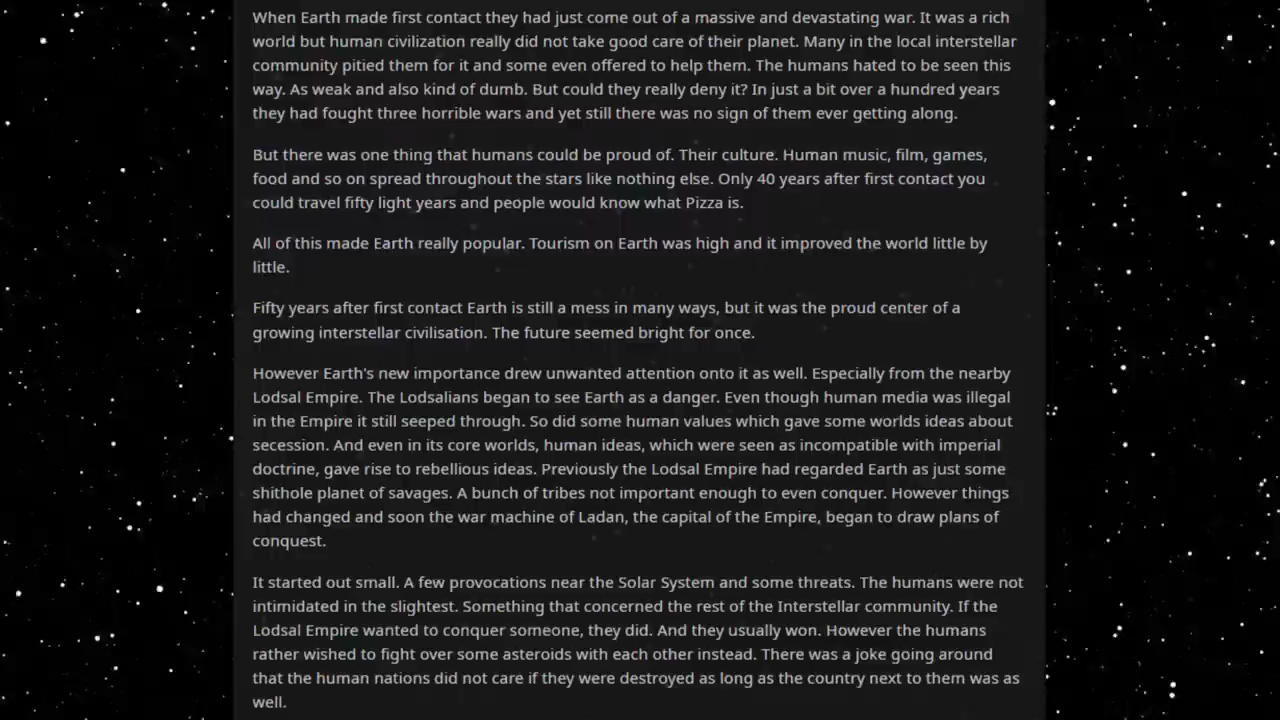 When Earth made first contact they had just come out of a massive and devastating war. It was a rich
world but human civilization really did not take good care of their planet. Many in the local interstellar
community pitied them for it and some even offered to help them. The humans hated to be seen this
way. As weak and also kind of dumb. But could they really deny it? In just a bit over a hundred years
they had fought three horrible wars and yet still there was no sign of them ever getting along.
But there was one thing that humans could be proud of. Their culture. Human music, film, games,
food and so on spread throughout the stars like nothing else. Only 40 years after first contact you
could travel fifty light years and people would know what Pizza is.
All of this made Earth really popular. Tourism on Earth was high and it improved the world little by
little.
Fifty years after first contact Earth is still a mess in many ways, but it was the proud center of a
growing interstellar civilisation. The future seemed bright for once.
However Earth's new importance drew unwanted attention onto it as well. Especially from the nearby
Lodsal Empire. The Lodsalians began to see Earth as a danger. Even though human media was illegal
in the Empire it still seeped through. So did some human values which gave some worlds ideas about
secession. And even in its core worlds, human ideas, which were seen as incompatible with imperial
doctrine, gave rise to rebellious ideas. Previously the Lodsal Empire had regarded Earth as just some
shithole planet of savages. A bunch of tribes not important enough to even conquer. However things
had changed and soon the war machine of Ladan, the capital of the Empire, began to draw plans of
conquest.
It started out small. A few provocations near the Solar System and some threats. The humans were not
intimidated in the slightest. Something that concerned the rest of the Interstellar community. If the
Lodsal Empire wanted to conquer someone, they did. And they usually won. However the humans
rather wished to fight over some asteroids with each other instead. There was a joke going around
that the human nations did not care if they were destroyed as long as the country next to them was as
well.